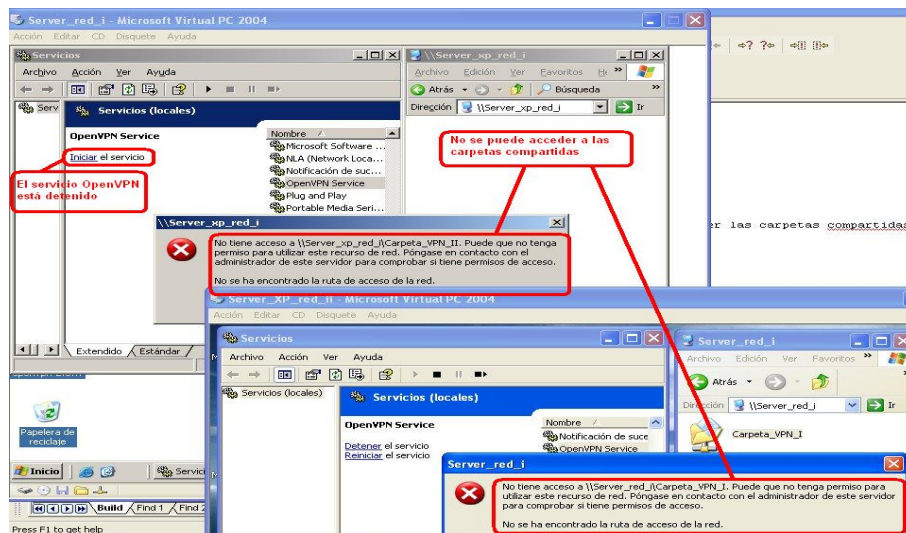 Server_red_i - Microsoft Virtual PC 2004
Acción Editar CD Disquete Ayuda
Servicios
Archivo Acción Ver Ayuda
Serv
Servicios (locales)
OpenVPN Service
Iniciar el servicio
El servicio OpenVPN
está detenido
Nombre
Microsoft Software ...
NLA (Network Loca...
Notificación de suc...
OpenVPN Service
Plug and Play
Portable Media Seri...
Extendido Estándar
\\Server_xp_red_i
Archivo Edición Ver Favoritos
Atrás Búsqueda
Dirección \\Server_xp_red_i Ir
No se puede acceder a las
carpetas compartidas
er las carpetas compartidas
\\Server_xp_red_i
No tiene acceso a \\Server_xp_red_i\Carpeta_VPN_II. Puede que no tenga
permiso para utilizar este recurso de red. Póngase en contacto con el
administrador de este servidor para comprobar si tiene permisos de acceso.
No se ha encontrado la ruta de acceso de la red.
Papelera de
reciclaje
Inicio
Servici
Build Find 1 Find 2
Press F1 to get help
Server_XP_red_II - Microsoft Virtual PC 2004
Acción Editar CD Disquete Ayuda
Servicios
Archivo Acción Ver Ayuda
Servicios (locales)
Servicios (locales)
OpenVPN Service
Detener el servicio
Reiniciar el servicio
Nombre
Notificación de suce
OpenVPN Service
Server_red_i
Archivo Edición Ver Favoritos
Atrás
Dirección \\Server_red_i Ir
Carpeta_VPN_I
Server_red_i
No tiene acceso a \\Server_red_i\Carpeta_VPN_I. Puede que no tenga permiso para
utilizar este recurso de red. Póngase en contacto con el administrador de este servidor
para comprobar si tiene permisos de acceso.
No se ha encontrado la ruta de acceso de la red.